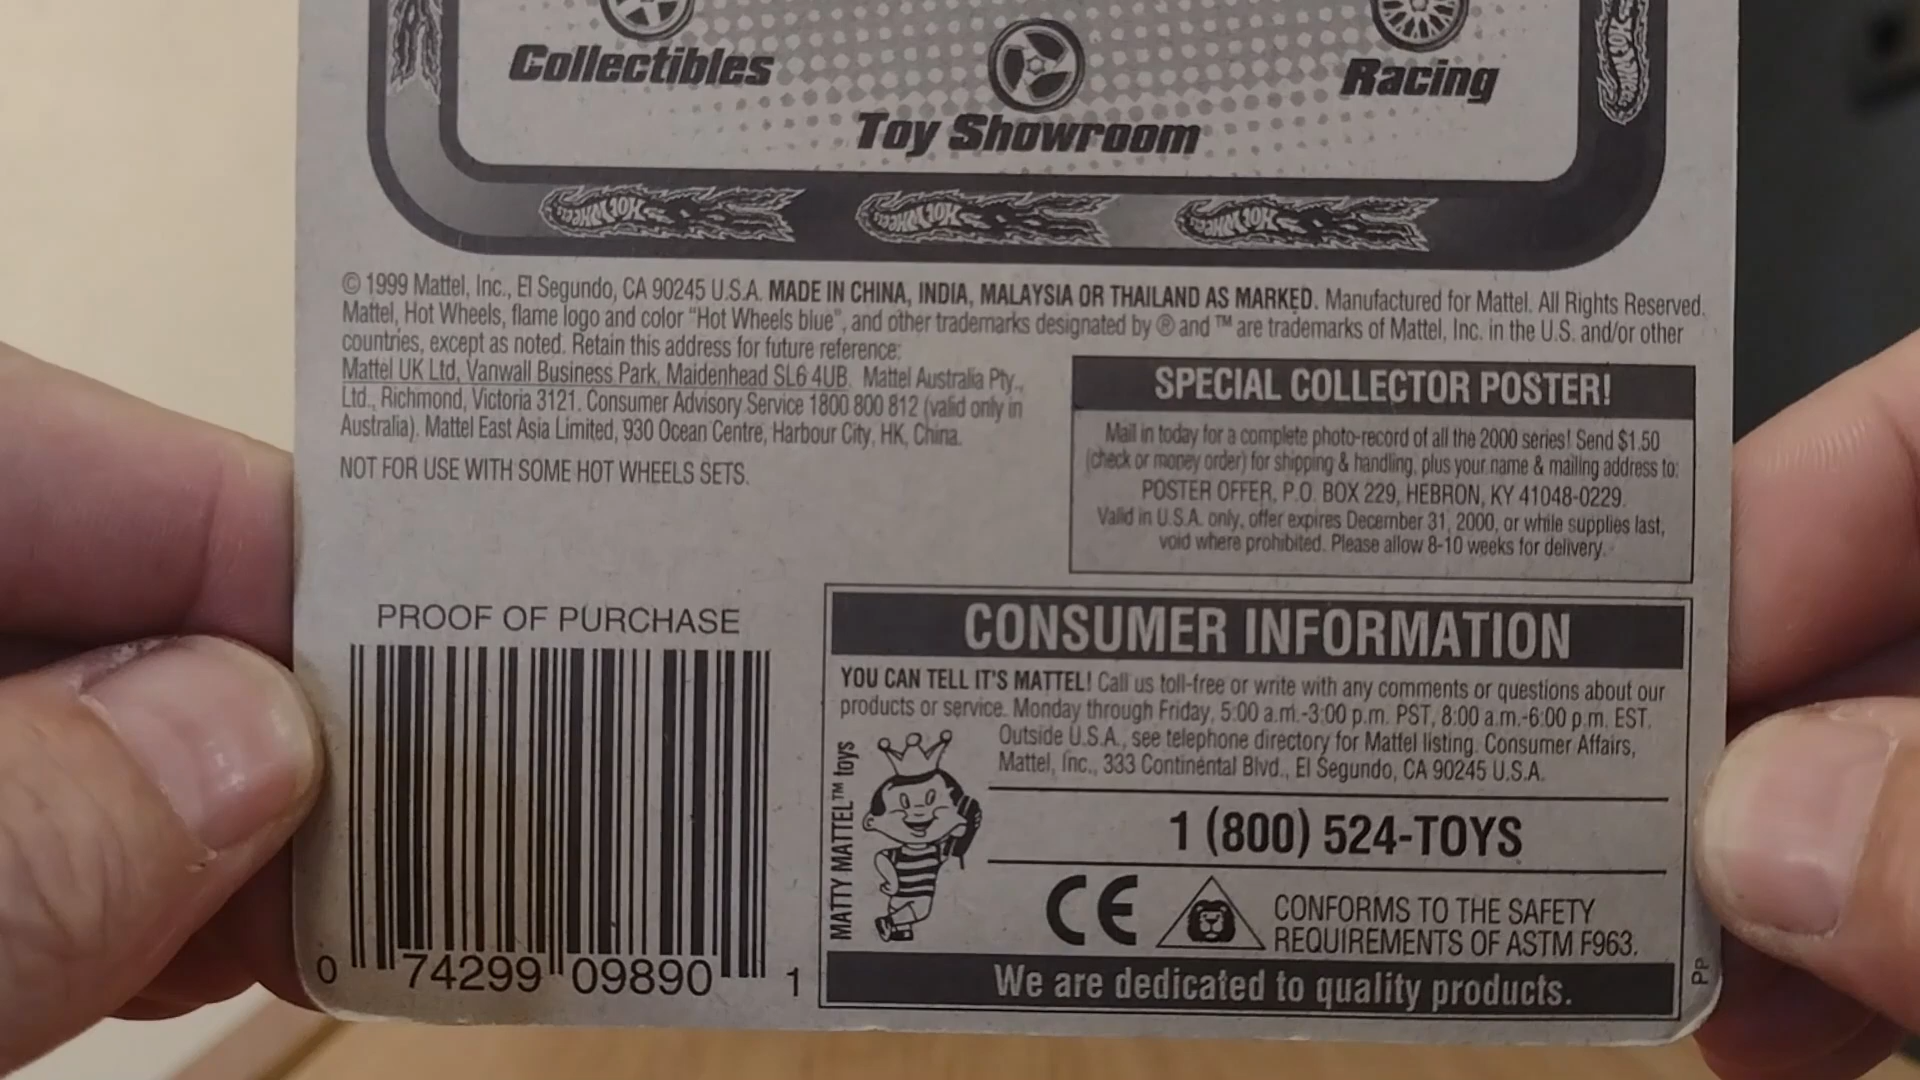 Collectibles
Racing
Toy Showroom
HOT WHEELS
HOT WHEELS HOT WHEELS HOT WHEELS
© 1999 Mattel, Inc., El Segundo, CA 90245 U.S.A. MADE IN CHINA, INDIA, MALAYSIA OR THAILAND AS MARKED. Manufactured for Mattel. All Rights Reserved.
Mattel, Hot Wheels, flame logo and color "Hot Wheels blue", and other trademarks designated by ® and ™ are trademarks of Mattel, Inc. in the U.S. and/or other
countries, except as noted. Retain this address for future reference:
Mattel UK Ltd, Vanwall Business Park, Maidenhead SL6 4UB. Mattel Australia Pty.,
Ltd., Richmond, Victoria 3121. Consumer Advisory Service 1800 800 812 (valid only in
Australia). Mattel East Asia Limited, 930 Ocean Centre, Harbour City, HK, China.
NOT FOR USE WITH SOME HOT WHEELS SETS.
SPECIAL COLLECTOR POSTER!
Mail in today for a complete photo-record of all the 2000 series! Send $1.50
(check or money order) for shipping & handling, plus your name & mailing address to:
POSTER OFFER, P.O. BOX 229, HEBRON, KY 41048-0229.
Valid in U.S.A. only, offer expires December 31, 2000, or while supplies last,
void where prohibited. Please allow 8-10 weeks for delivery.
PROOF OF PURCHASE
0 74299 09890 1
CONSUMER INFORMATION
YOU CAN TELL IT'S MATTEL! Call us toll-free or write with any comments or questions about our
products or service. Monday through Friday, 5:00 a.m.-3:00 p.m. PST, 8:00 a.m.-6:00 p.m. EST.
Outside U.S.A., see telephone directory for Mattel listing. Consumer Affairs,
Mattel, Inc., 333 Continental Blvd., El Segundo, CA 90245 U.S.A.
MATTY MATTEL™ toys
1 (800) 524-TOYS
CE
CONFORMS TO THE SAFETY
REQUIREMENTS OF ASTM F963.
We are dedicated to quality products.
PP